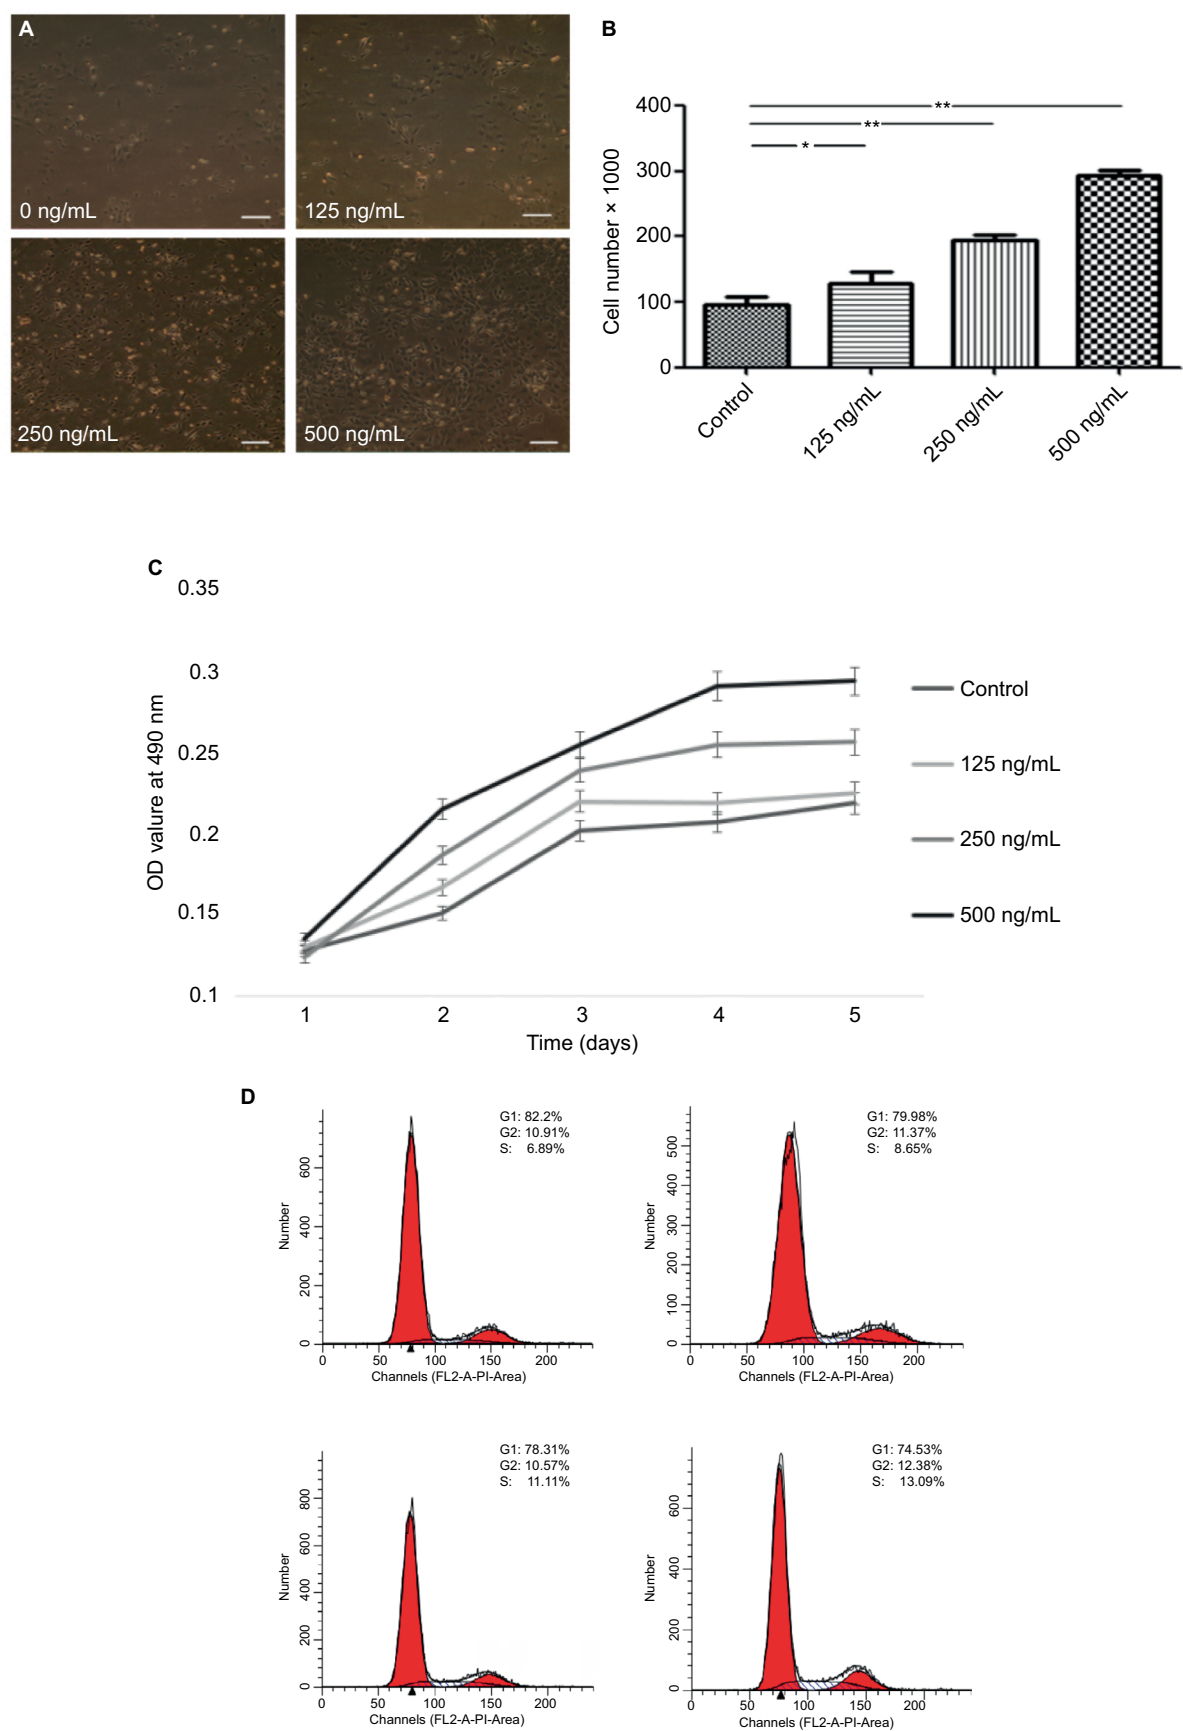 A
0 ng/mL
125 ng/mL
250 ng/mL
500 ng/mL
B
Cell number × 1000
400
300
200
100
0
**
**
*
Control
125 ng/mL
250 ng/mL
500 ng/mL
C
OD valure at 490 nm
0.35
0.3
0.25
0.2
0.15
0.1
1 2 3 4 5
Time (days)
Control
125 ng/mL
250 ng/mL
500 ng/mL
D
G1: 82.2%
G2: 10.91%
S: 6.89%
Number
600
400
200
0
0 50 100 150 200
Channels (FL2-A-PI-Area)
G1: 79.98%
G2: 11.37%
S: 8.65%
Number
500
400
300
200
100
0
0 50 100 150 200
Channels (FL2-A-PI-Area)
G1: 78.31%
G2: 10.57%
S: 11.11%
Number
800
600
400
200
0
0 50 100 150 200
Channels (FL2-A-PI-Area)
G1: 74.53%
G2: 12.38%
S: 13.09%
Number
600
400
200
0
0 50 100 150 200
Channels (FL2-A-PI-Area)